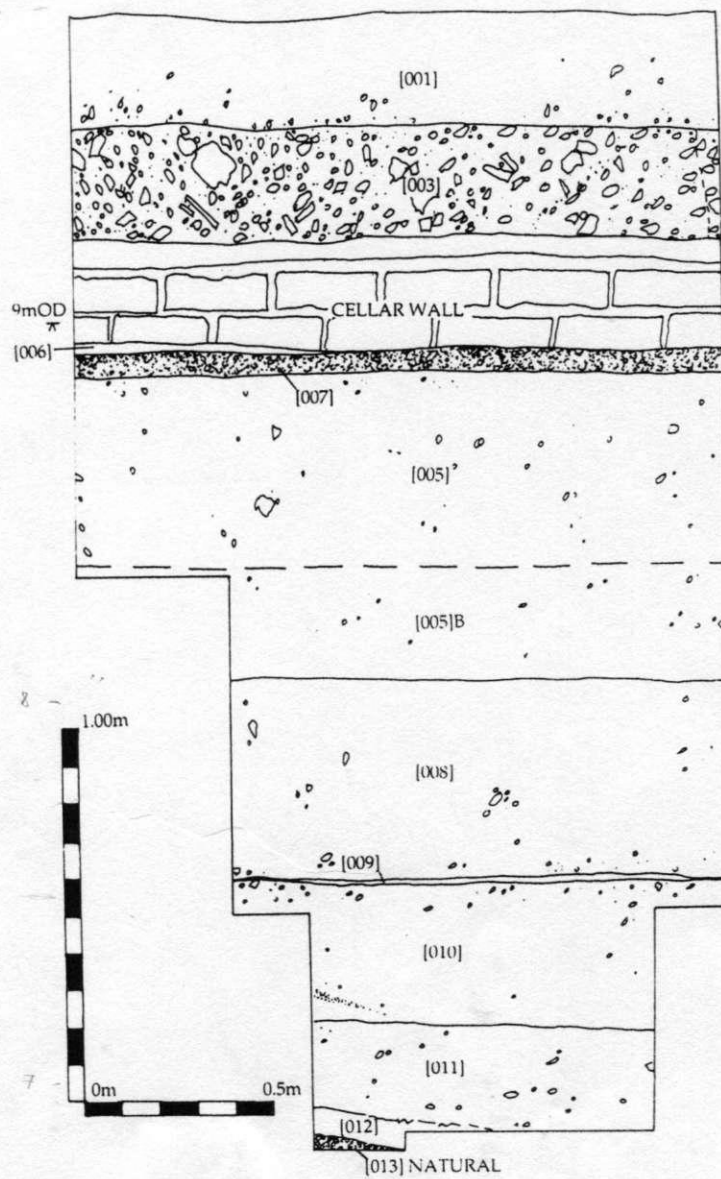 [001]
[003]
9mOD
CELLAR WALL
[006]
[007]
[005]
[005]B
8
1.00m
[008]
[009]
[010]
[011]
7
0m 0.5m
[012]
[013] NATURAL